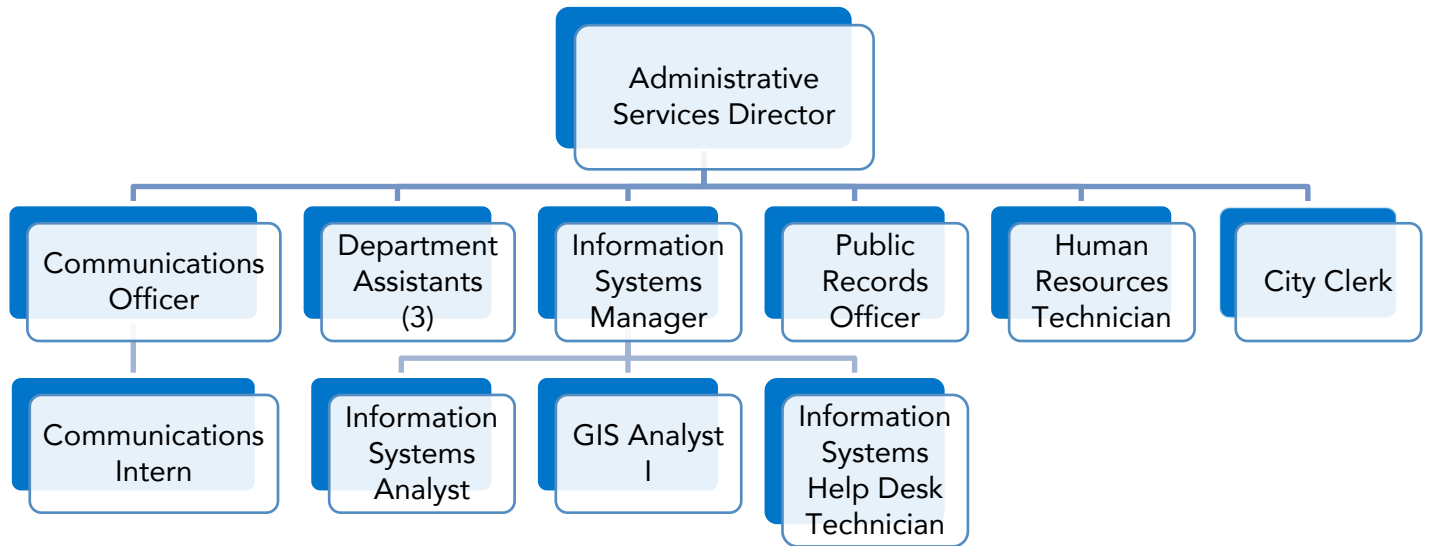 Administrative
Services Director
Communications
Officer
Department
Assistants
(3)
Information
Systems
Manager
Public
Records
Officer
Human
Resources
Technician
City Clerk
Communications
Intern
Information
Systems
Analyst
GIS Analyst
I
Information
Systems
Help Desk
Technician